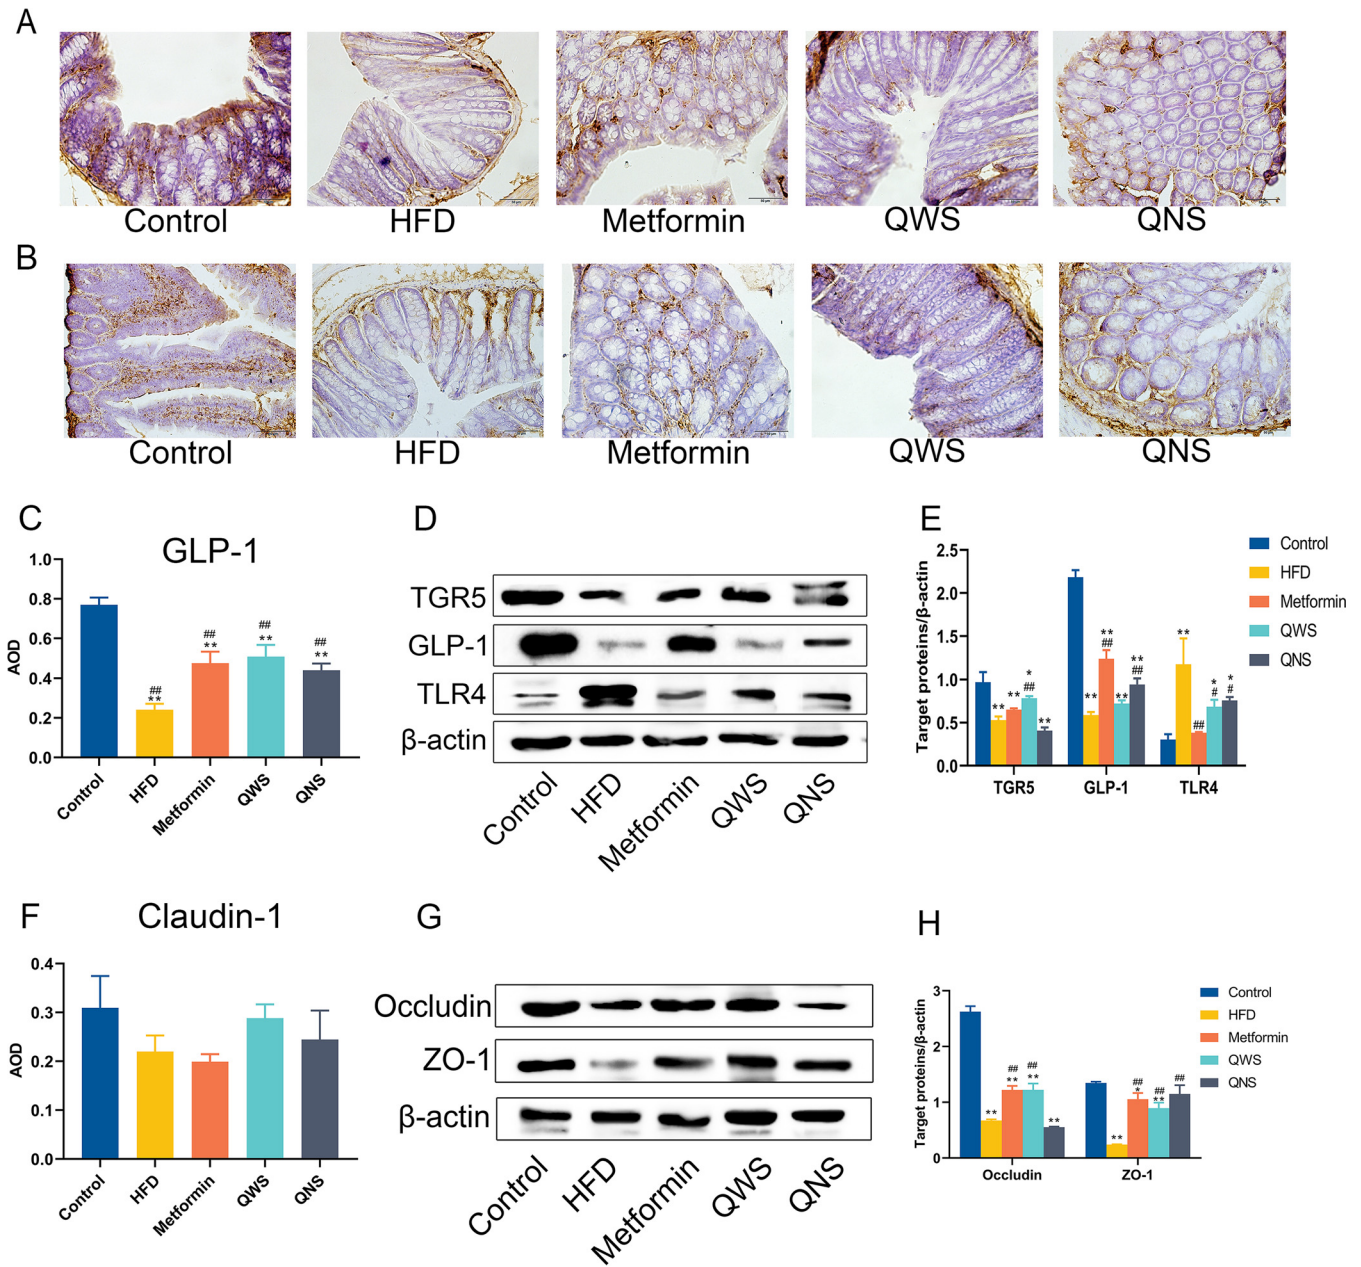 A
Control HFD Metformin QWS QNS
B
Control HFD Metformin QWS QNS
C
GLP-1
AOD
1.0
0.8
0.6
0.4
0.2
0.0
##
**
##
**
##
**
##
**
Control HFD Metformin QWS QNS
D
TGR5
GLP-1
TLR4
β-actin
Control HFD Metformin QWS QNS
E
Target proteins/β-actin
2.5
2.0
1.5
1.0
0.5
0.0
** ** * ## **
** ** ## ** ** ##
** ## * # * #
TGR5 GLP-1 TLR4
Control
HFD
Metformin
QWS
QNS
F
Claudin-1
AOD
0.4
0.3
0.2
0.1
0.0
Control HFD Metformin QWS QNS
G
Occludin
ZO-1
β-actin
Control HFD Metformin QWS QNS
H
Target proteins/β-actin
3
2
1
0
** ## ** ## ** **
** ## * ## ** ##
Occludin ZO-1
Control
HFD
Metformin
QWS
QNS